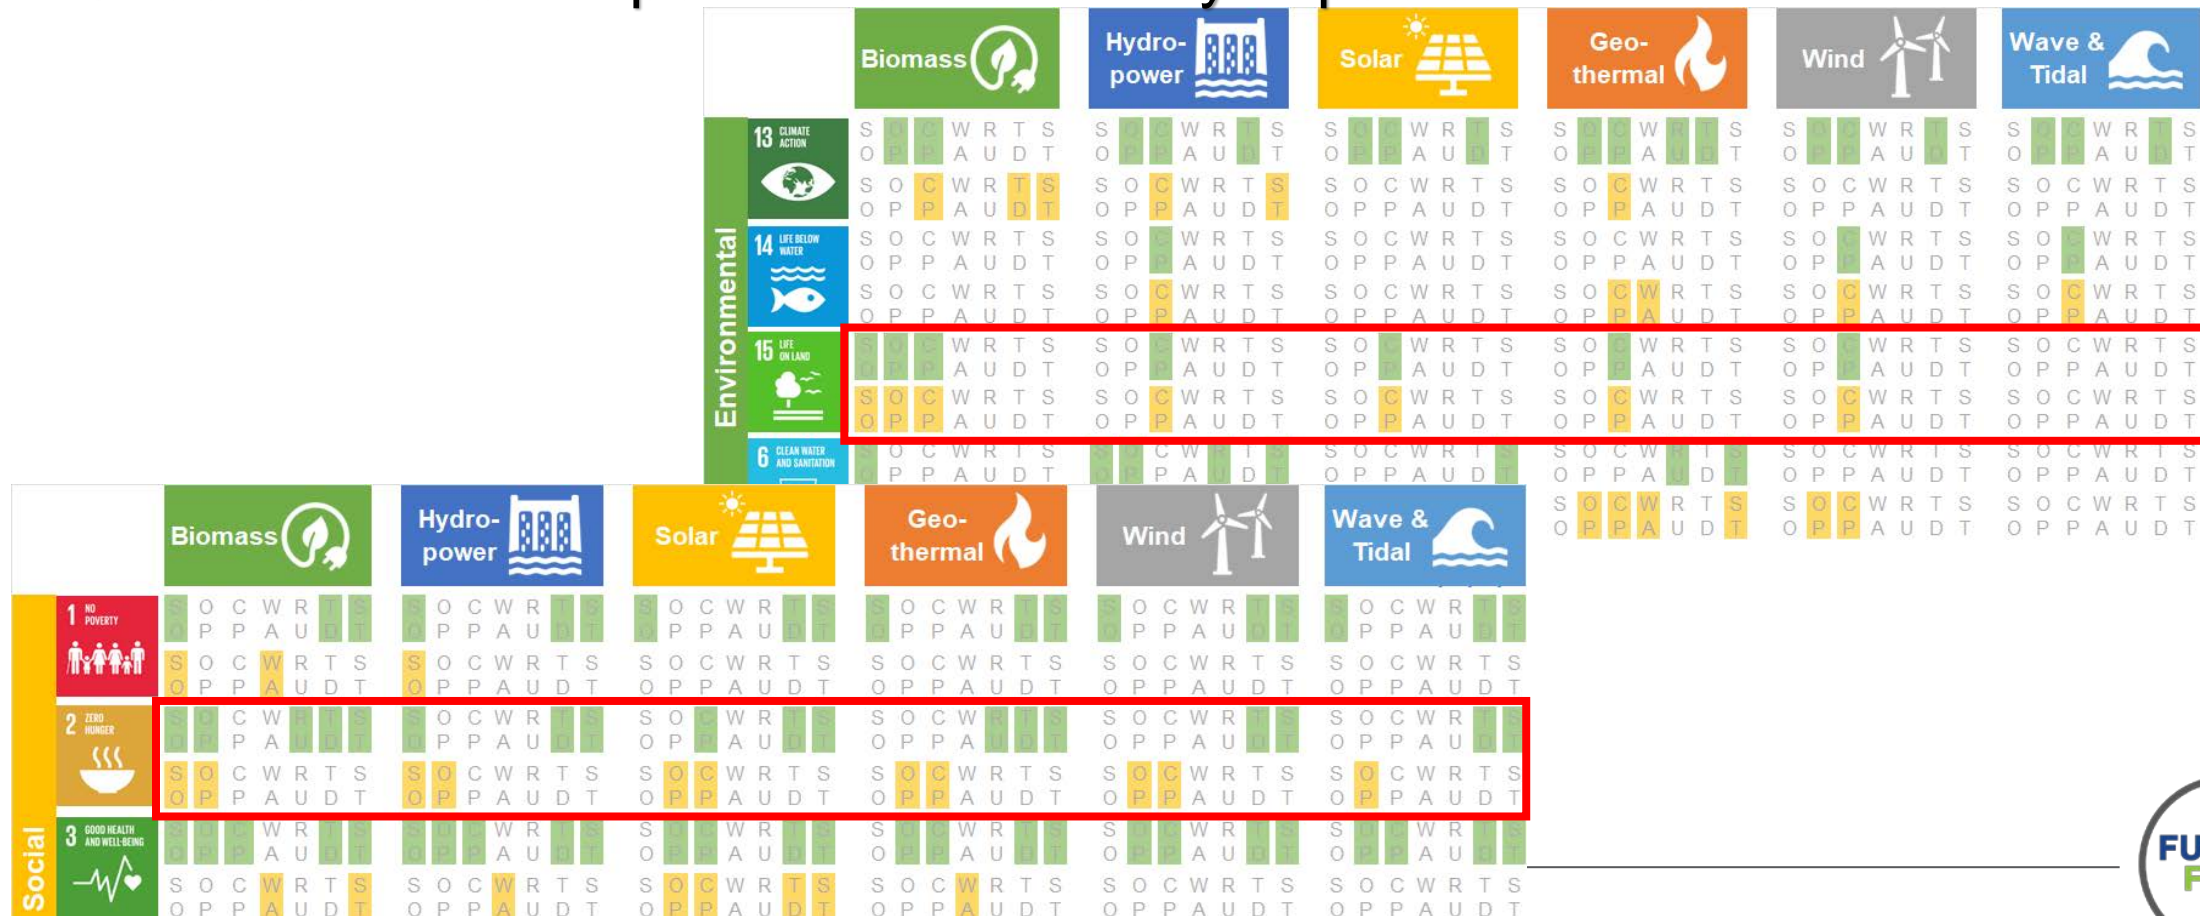 Biomass
Hydro-
power
Solar
Geo-
thermal
Wind
Wave &
Tidal
Environmental
13 CLIMATE
ACTION
S O C W R T S S O C W R T S S O C W R T S S O C W R T S S O C W R T S S O C W R T S
O P P A U D T O P P A U D T O P P A U D T O P P A U D T O P P A U D T O P P A U D T
S O C W R T S S O C W R T S S O C W R T S S O C W R T S S O C W R T S S O C W R T S
O P P A U D T O P P A U D T O P P A U D T O P P A U D T O P P A U D T O P P A U D T
14 LIFE BELOW
WATER
S O C W R T S S O C W R T S S O C W R T S S O C W R T S S O C W R T S S O C W R T S
O P P A U D T O P P A U D T O P P A U D T O P P A U D T O P P A U D T O P P A U D T
S O C W R T S S O C W R T S S O C W R T S S O C W R T S S O C W R T S S O C W R T S
O P P A U D T O P P A U D T O P P A U D T O P P A U D T O P P A U D T O P P A U D T
15 LIFE
ON LAND
S O C W R T S S O C W R T S S O C W R T S S O C W R T S S O C W R T S S O C W R T S
O P P A U D T O P P A U D T O P P A U D T O P P A U D T O P P A U D T O P P A U D T
S O C W R T S S O C W R T S S O C W R T S S O C W R T S S O C W R T S S O C W R T S
O P P A U D T O P P A U D T O P P A U D T O P P A U D T O P P A U D T O P P A U D T
6 CLEAN WATER
AND SANITATION
S O C W R T S S O C W R T S S O C W R T S S O C W R T S S O C W R T S S O C W R T S
O P P A U D T O P P A U D T O P P A U D T O P P A U D T O P P A U D T O P P A U D T
S O C W R T S S O C W R T S S O C W R T S
O P P A U D T O P P A U D T O P P A U D T
Biomass
Hydro-
power
Solar
Geo-
thermal
Wind
Wave &
Tidal
Social
1 NO
POVERTY
S O C W R T S S O C W R T S S O C W R T S S O C W R T S S O C W R T S S O C W R T S
O P P A U D T O P P A U D T O P P A U D T O P P A U D T O P P A U D T O P P A U D T
S O C W R T S S O C W R T S S O C W R T S S O C W R T S S O C W R T S S O C W R T S
O P P A U D T O P P A U D T O P P A U D T O P P A U D T O P P A U D T O P P A U D T
2 ZERO
HUNGER
S O C W R T S S O C W R T S S O C W R T S S O C W R T S S O C W R T S S O C W R T S
O P P A U D T O P P A U D T O P P A U D T O P P A U D T O P P A U D T O P P A U D T
S O C W R T S S O C W R T S S O C W R T S S O C W R T S S O C W R T S S O C W R T S
O P P A U D T O P P A U D T O P P A U D T O P P A U D T O P P A U D T O P P A U D T
3 GOOD HEALTH
AND WELL-BEING
S O C W R T S S O C W R T S S O C W R T S S O C W R T S S O C W R T S S O C W R T S
O P P A U D T O P P A U D T O P P A U D T O P P A U D T O P P A U D T O P P A U D T
S O C W R T S S O C W R T S S O C W R T S S O C W R T S S O C W R T S S O C W R T S
O P P A U D T O P P A U D T O P P A U D T O P P A U D T O P P A U D T O P P A U D T
FU
F